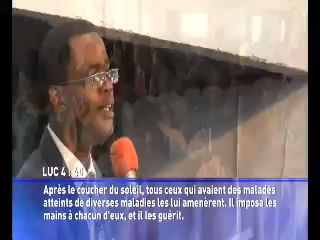 LUC 4 : 40
Après le coucher du soleil, tous ceux qui avaient des malades
atteints de diverses maladies les lui amenèrent. Il imposa les
mains à chacun d'eux, et il les guérit.